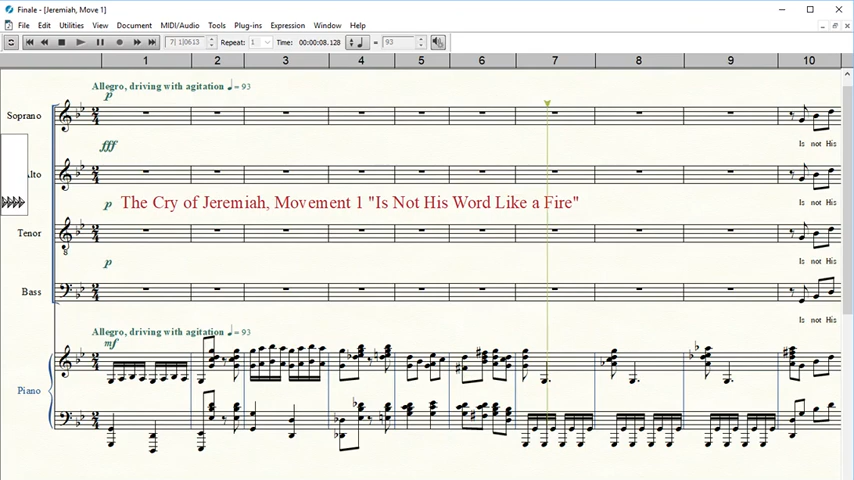 Finale - [Jeremiah, Move 1]
File Edit Utilities View Document MIDI/Audio Tools Plug-ins Expression Window Help
7| 1|0613 Repeat: 1 Time: 00:00:08.128 = 93
1 2 3 4 5 6 7 8 9 10
Allegro, driving with agitation = 93
p
Soprano
Is not His
fff
Alto
Is not His
p The Cry of Jeremiah, Movement 1 "Is Not His Word Like a Fire"
Tenor
Is not His
p
Bass
Is not His
Allegro, driving with agitation = 93
mf
Piano